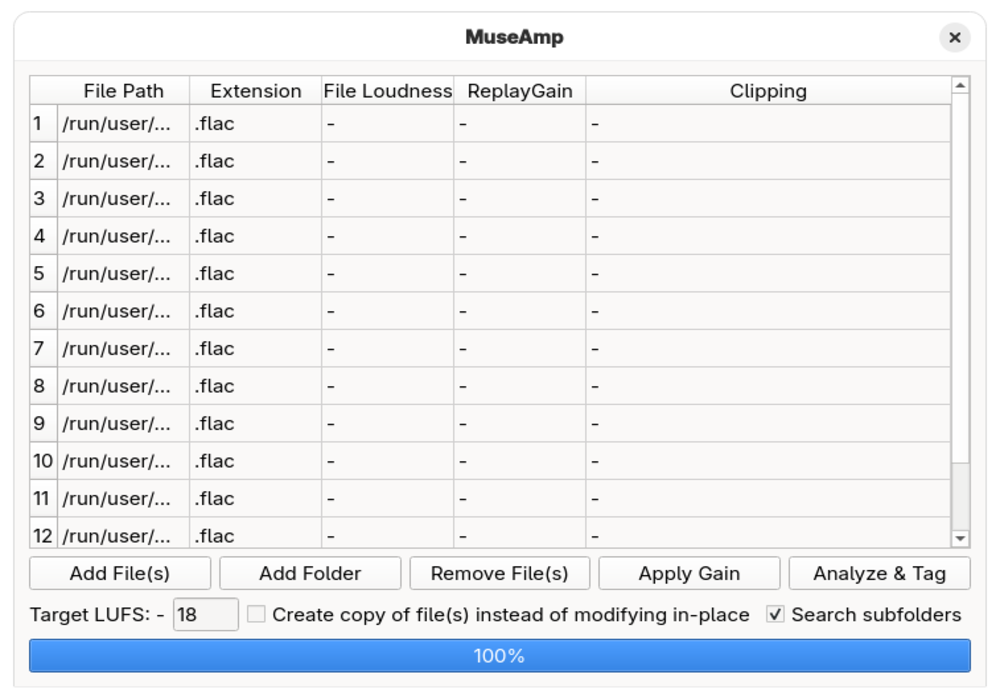 MuseAmp
File Path Extension File Loudness ReplayGain Clipping
1 /run/user/... .flac - - -
2 /run/user/... .flac - - -
3 /run/user/... .flac - - -
4 /run/user/... .flac - - -
5 /run/user/... .flac - - -
6 /run/user/... .flac - - -
7 /run/user/... .flac - - -
8 /run/user/... .flac - - -
9 /run/user/... .flac - - -
10 /run/user/... .flac - - -
11 /run/user/... .flac - - -
12 /run/user/... .flac - - -
Add File(s) Add Folder Remove File(s) Apply Gain Analyze & Tag
Target LUFS: - 18 Create copy of file(s) instead of modifying in-place Search subfolders
100%